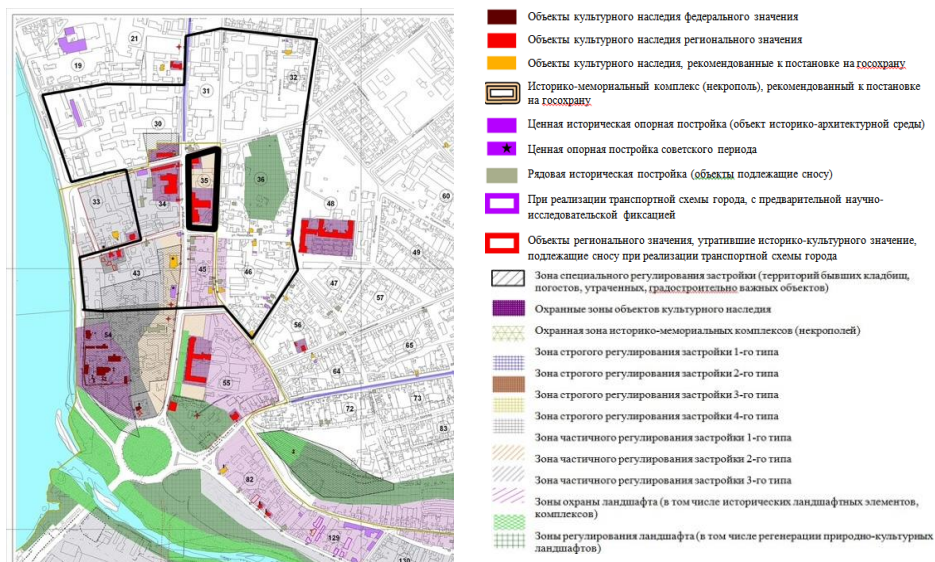 21
19
32
31
30
35
36
33
34
48
60
49
43
45
46
47
57
56
65
54
64
55
72
73
83
82
129
130
Объекты культурного наследия федерального значения
Объекты культурного наследия регионального значения
Объекты культурного наследия, рекомендованные к постановке на госохрану
Историко-мемориальный комплекс (некрополь), рекомендованный к постановке
на госохрану
Ценная историческая опорная постройка (объект историко-архитектурной среды)
Ценная опорная постройка советского периода
Рядовая историческая постройка (объекты подлежащие сносу)
При реализации транспортной схемы города, с предварительной научно-
исследовательской фиксацией
Объекты регионального значения, утратившие историко-культурного значение,
подлежащие сносу при реализации транспортной схемы города
Зона специального регулирования застройки (территорий бывших кладбищ,
погостов, утраченных, градостроительно важных объектов)
Охранные зоны объектов культурного наследия
Охранная зона историко-мемориальных комплексов (некрополей)
Зона строгого регулирования застройки 1-го типа
Зона строгого регулирования застройки 2-го типа
Зона строгого регулирования застройки 3-го типа
Зона строгого регулирования застройки 4-го типа
Зона частичного регулирования застройки 1-го типа
Зона частичного регулирования застройки 2-го типа
Зона частичного регулирования застройки 3-го типа
Зоны охраны ландшафта (в том числе исторических ландшафтных элементов,
комплексов)
Зоны регулирования ландшафта (в том числе регенерации природно-культурных
ландшафтов)